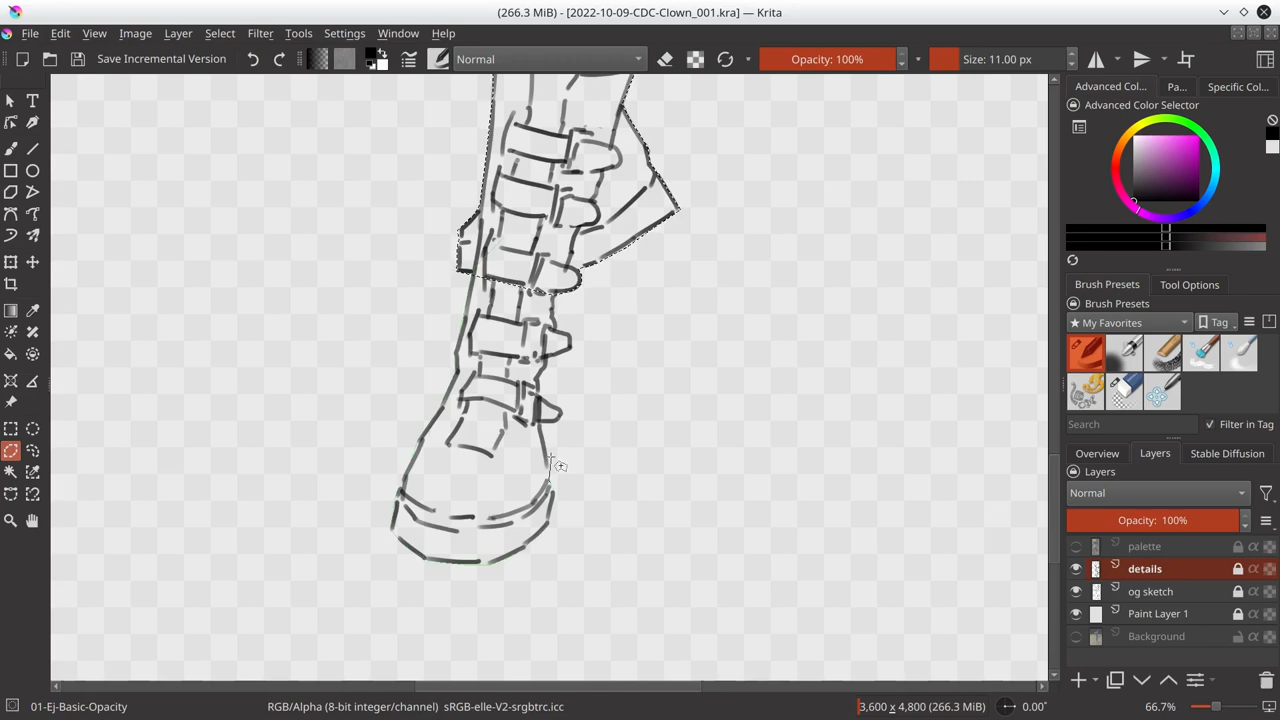 (266.3 MiB) - [2022-10-09-CDC-Clown_001.kra] — Krita
File Edit View Image Layer Select Filter Tools Settings Window Help
Save Incremental Version Normal Opacity: 100% Size: 11.00 px
Advanced Col... Pa... Specific Col...
Advanced Color Selector
Brush Presets Tool Options
Brush Presets
★ My Favorites Tag
Search Filter in Tag
Overview Layers Stable Diffusion
Layers
Normal
Opacity: 100%
palette
details
og sketch
Paint Layer 1
Background
01-Ej-Basic-Opacity RGB/Alpha (8-bit integer/channel) sRGB-elle-V2-srgbtrc.icc 3,600 x 4,800 (266.3 MiB) 0.00° 66.7%